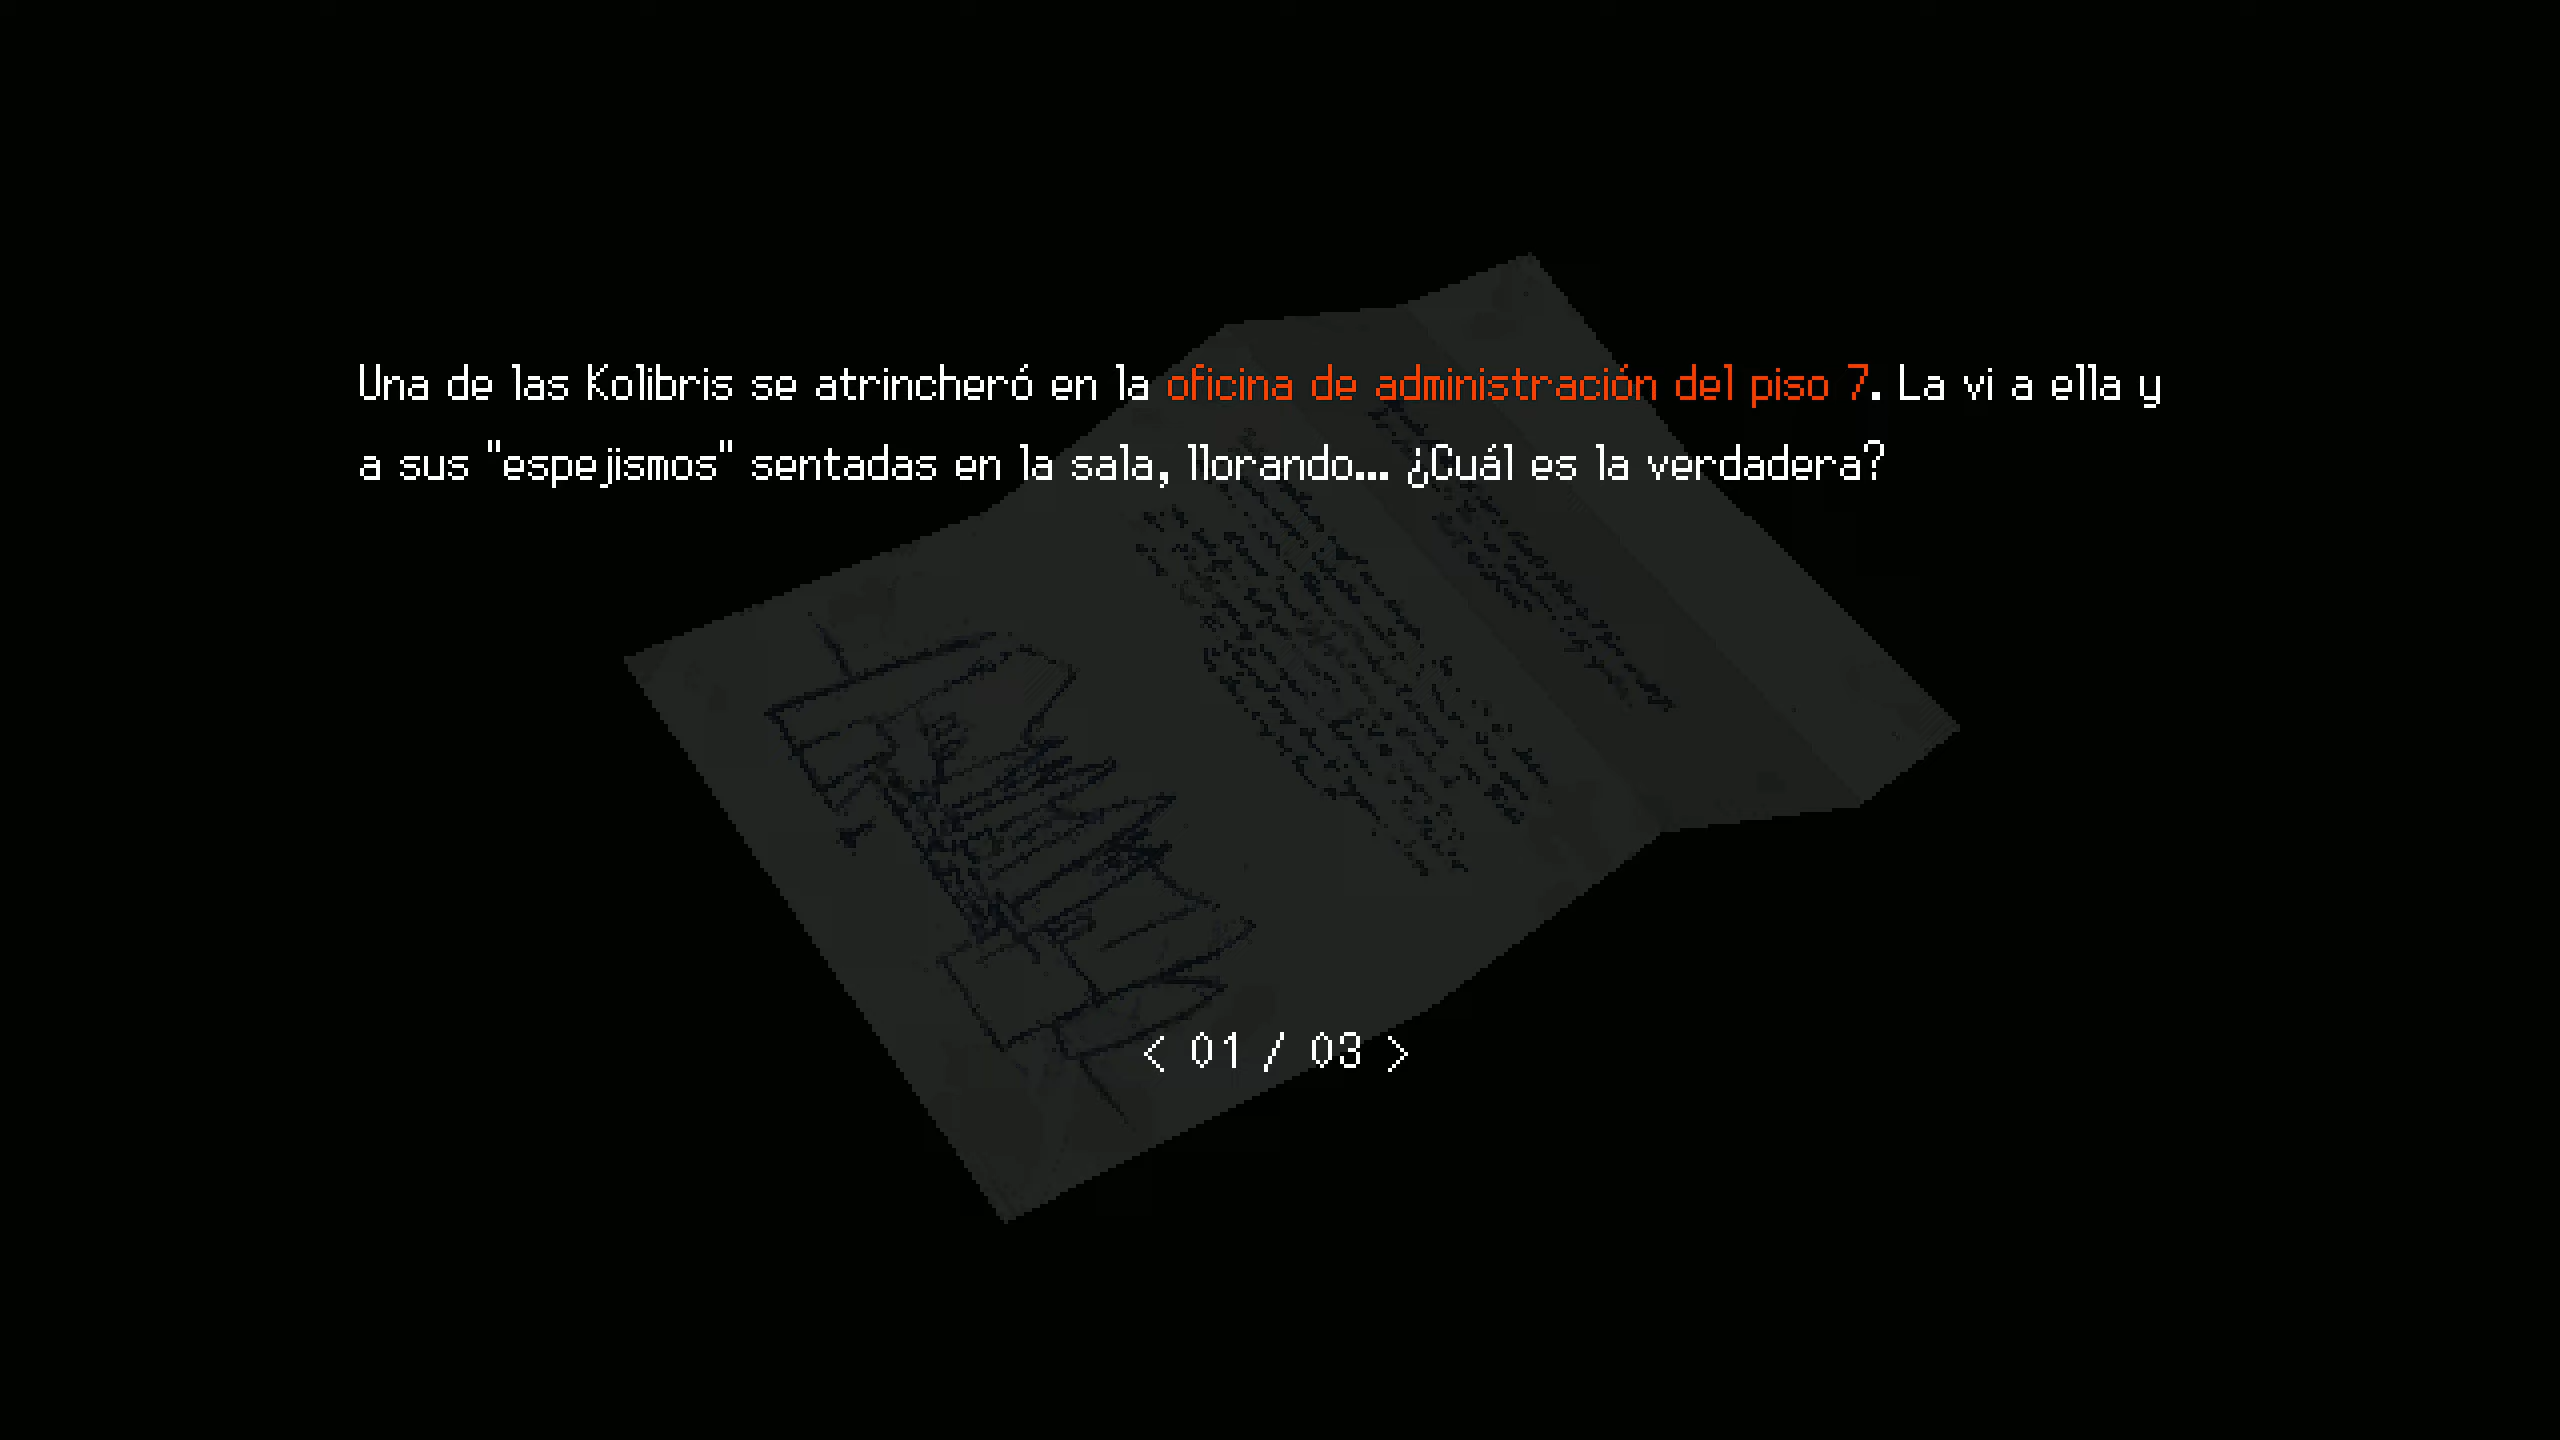 Una de las Kolibris se atrincheró en la oficina de administración del piso 7. La vi a ella y
a sus "espejismos" sentadas en la sala, llorando... ¿Cuál es la verdadera?
< 01 / 03 >